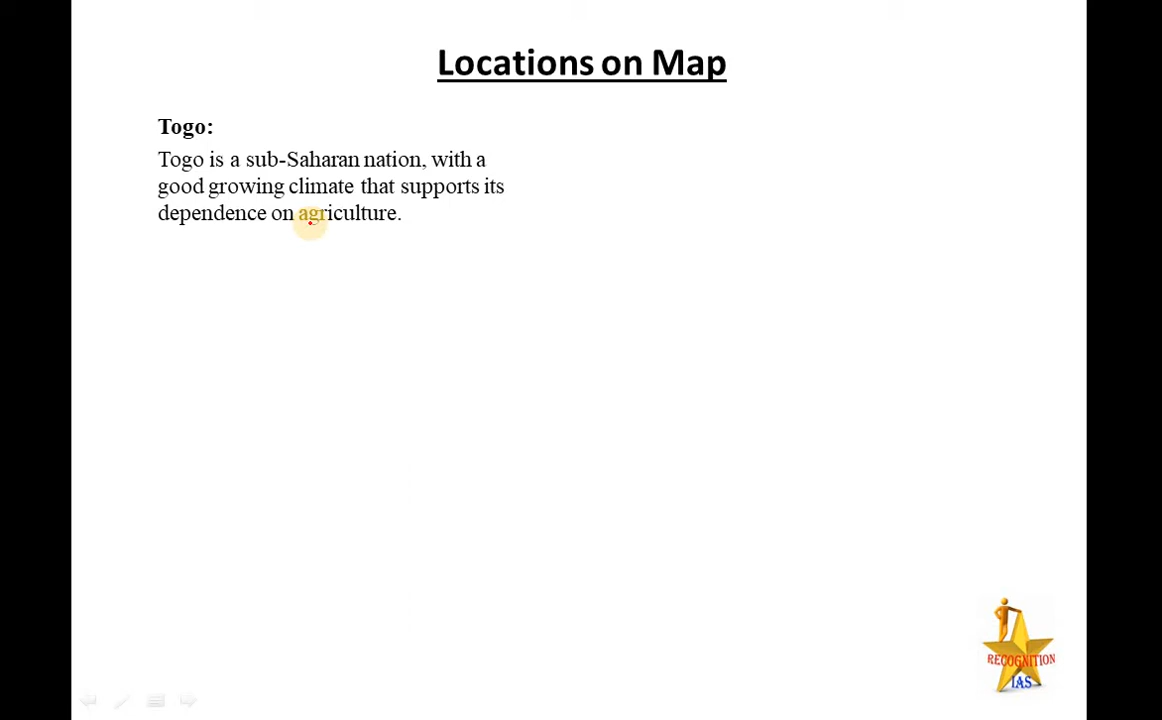 Locations on Map
Togo:
Togo is a sub-Saharan nation, with a
good growing climate that supports its
dependence on agriculture.
RECOGNITION
IAS